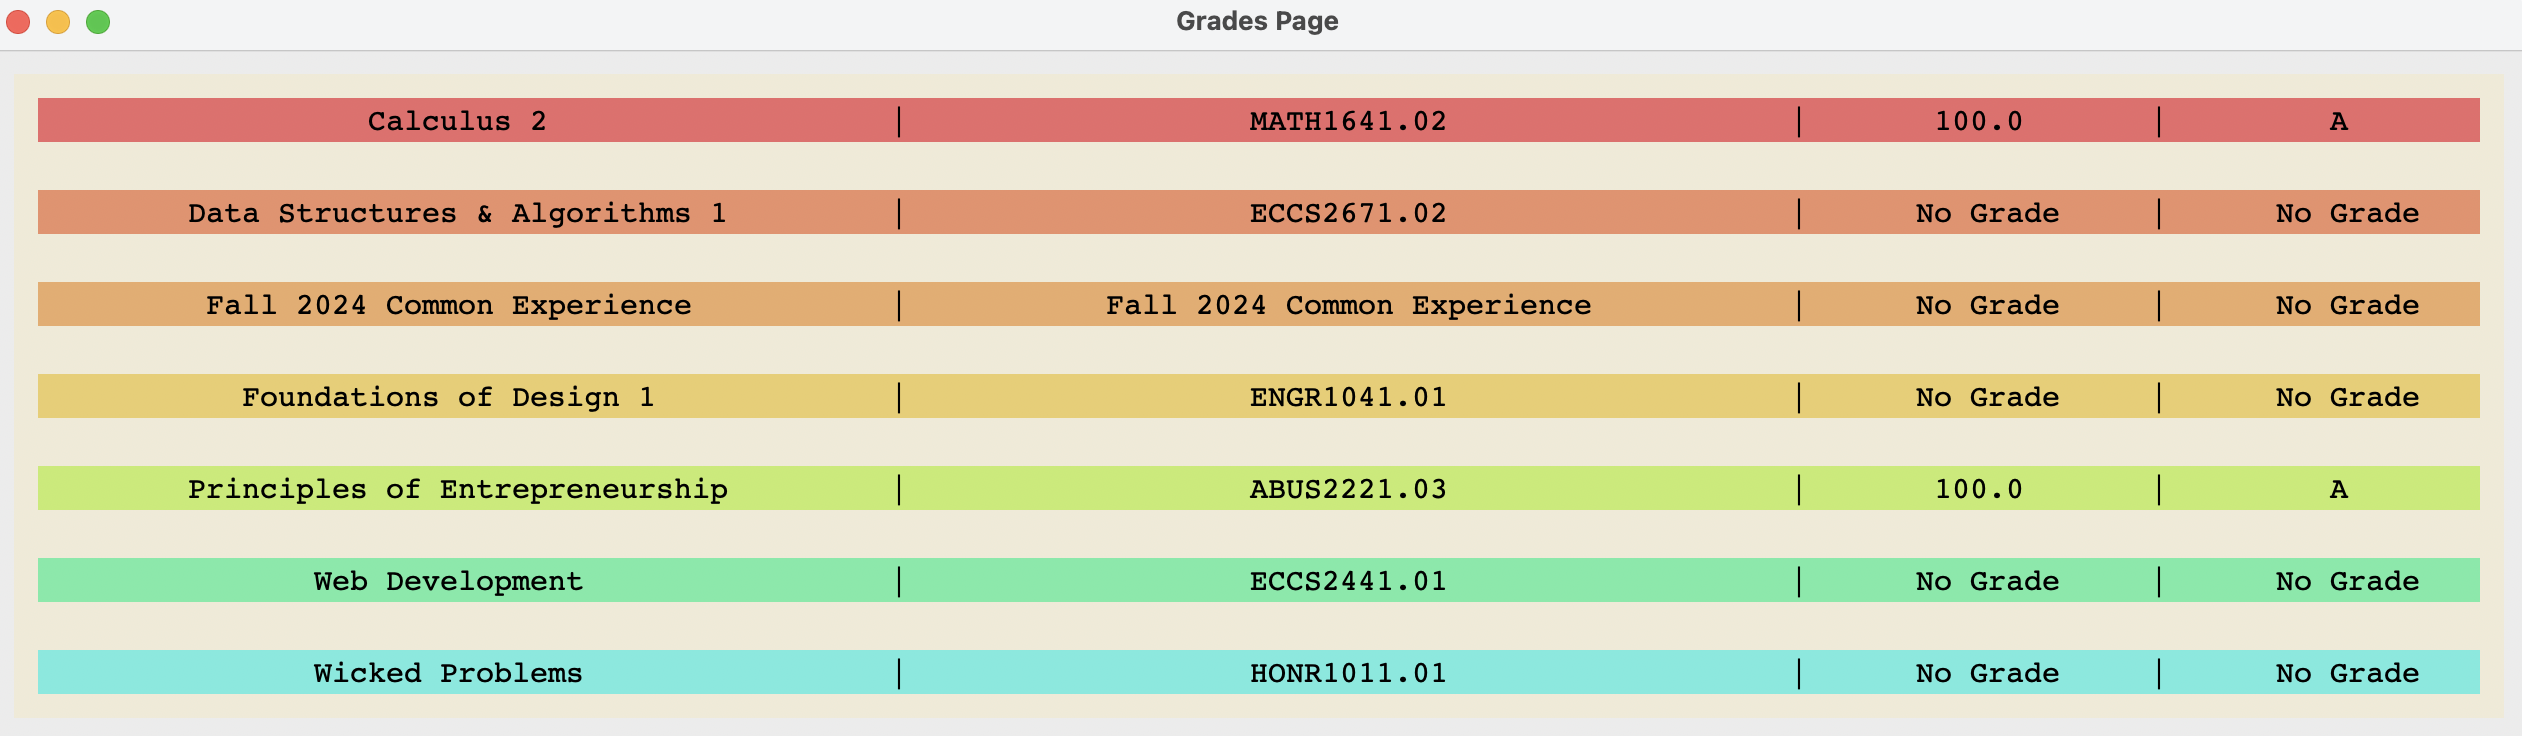 Grades Page
Calculus 2 | MATH1641.02 | 100.0 | A
Data Structures & Algorithms 1 | ECCS2671.02 | No Grade | No Grade
Fall 2024 Common Experience | Fall 2024 Common Experience | No Grade | No Grade
Foundations of Design 1 | ENGR1041.01 | No Grade | No Grade
Principles of Entrepreneurship | ABUS2221.03 | 100.0 | A
Web Development | ECCS2441.01 | No Grade | No Grade
Wicked Problems | HONR1011.01 | No Grade | No Grade